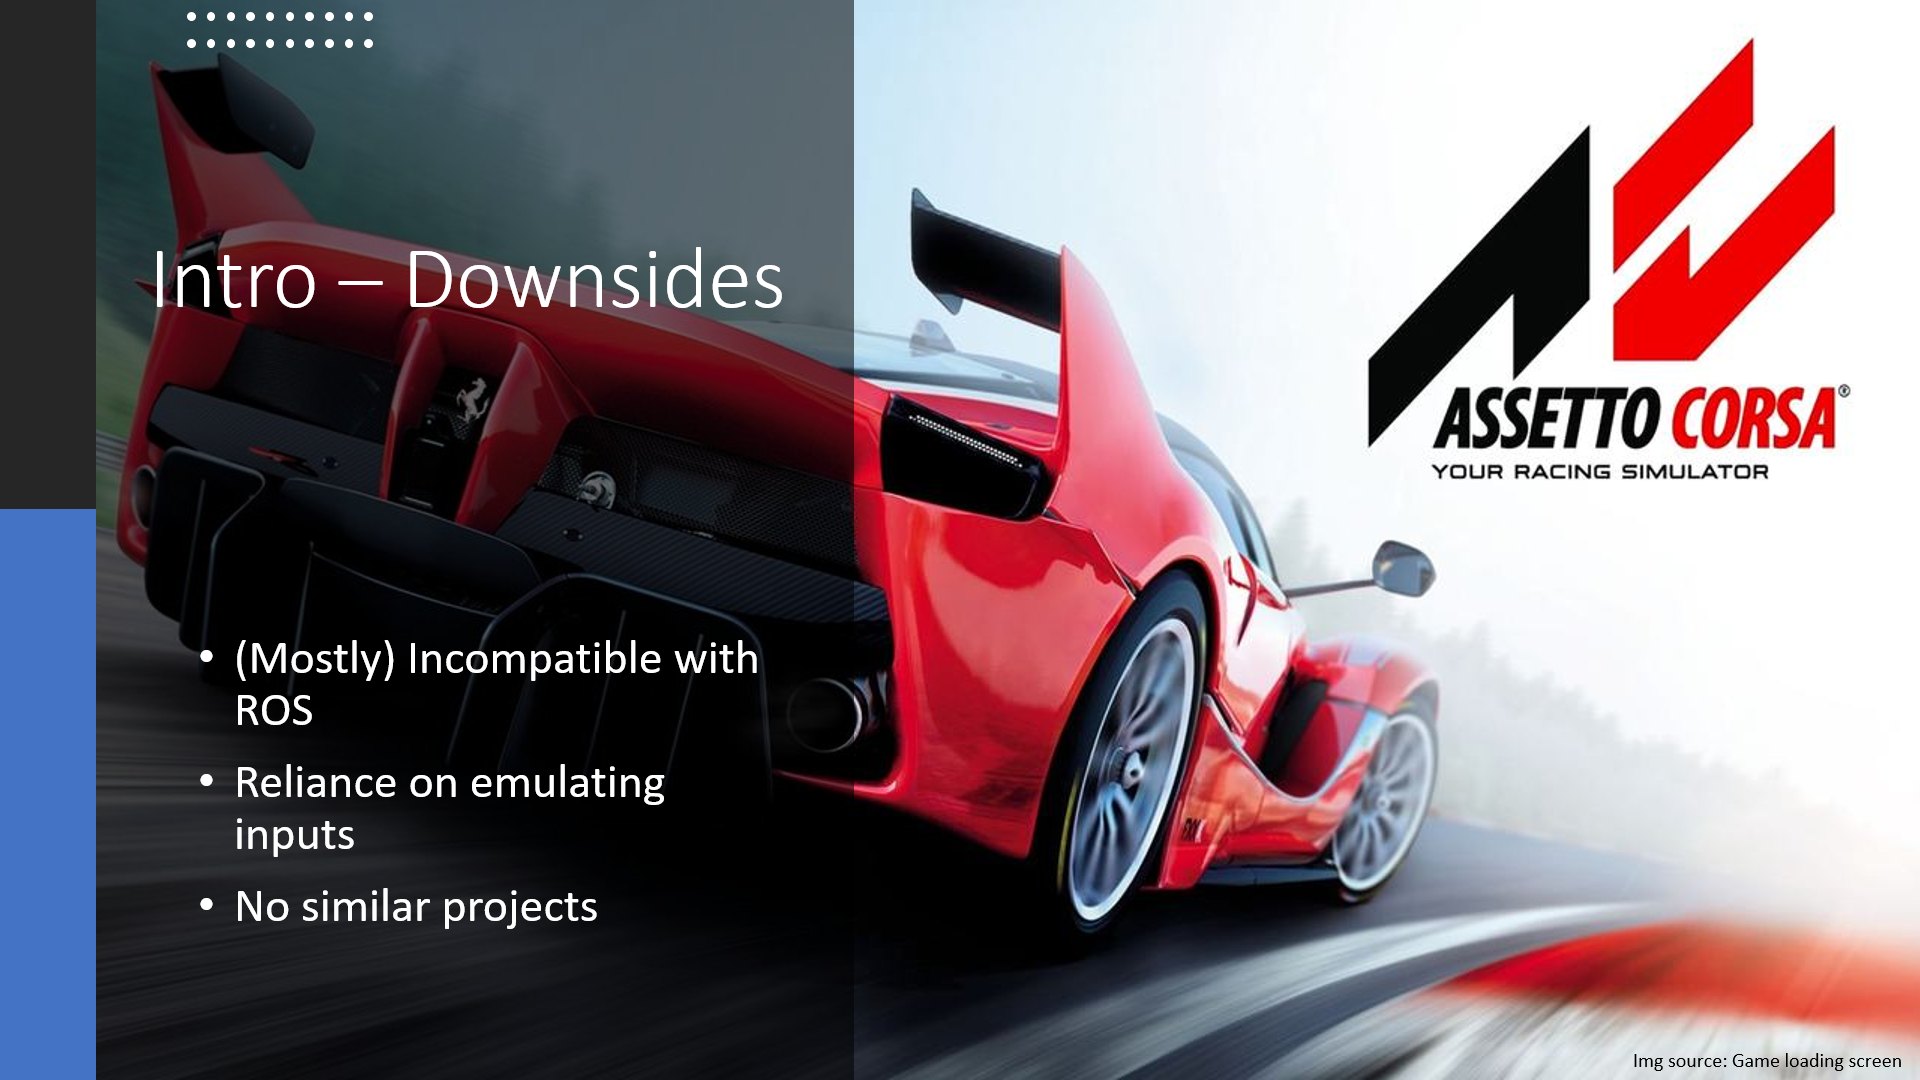 Intro – Downsides
• (Mostly) Incompatible with
ROS
• Reliance on emulating
inputs
• No similar projects
ASSETTO CORSA®
YOUR RACING SIMULATOR
Img source: Game loading screen